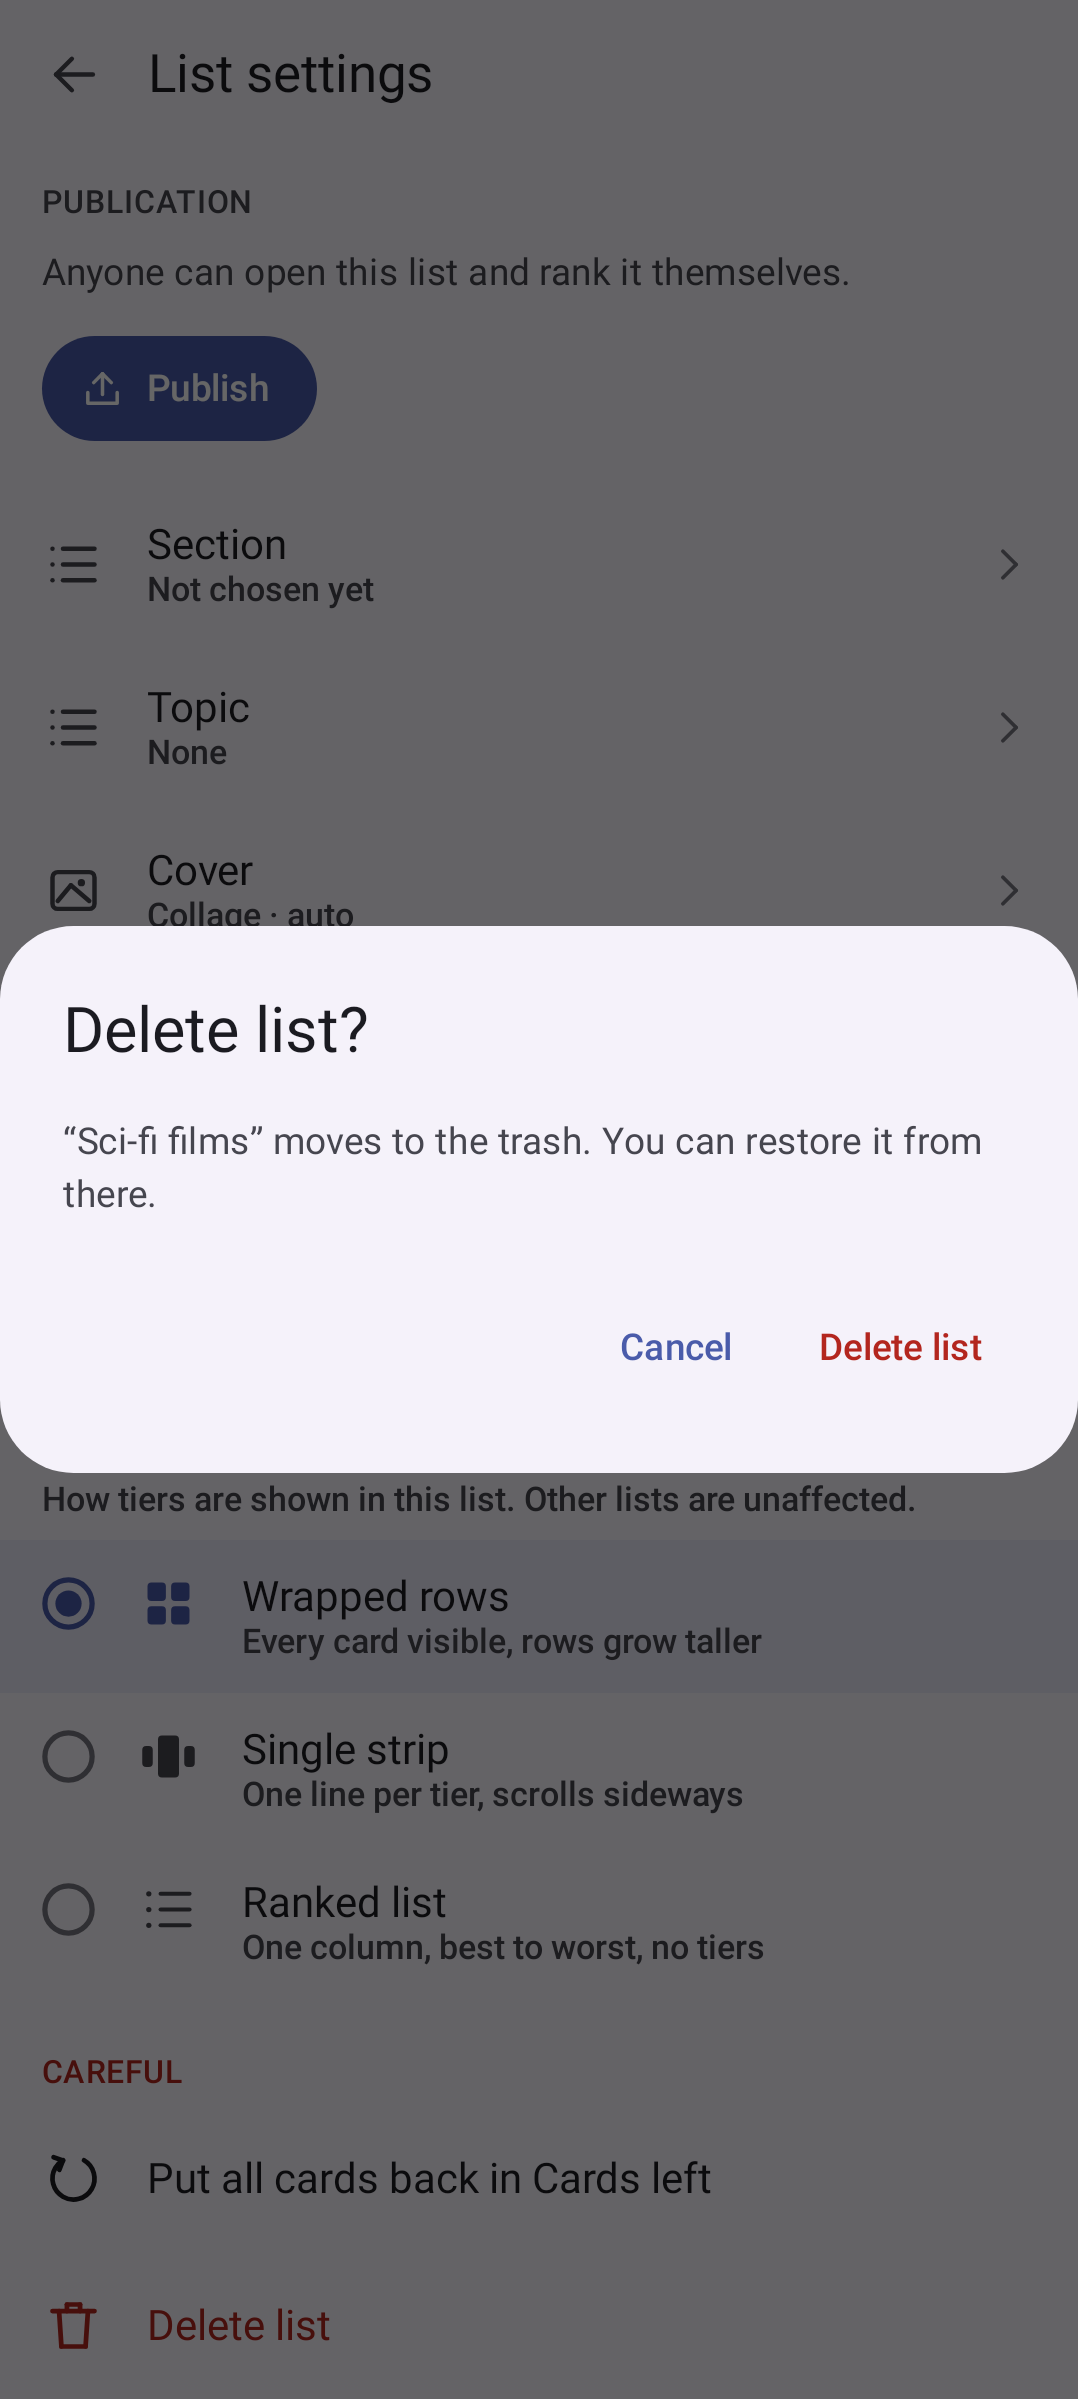 List settings
PUBLICATION
Anyone can open this list and rank it themselves.
Publish
Section
Not chosen yet
Topic
None
Cover
Collage · auto
Delete list?
“Sci-fi films” moves to the trash. You can restore it from
there.
Cancel
Delete list
How tiers are shown in this list. Other lists are unaffected.
Wrapped rows
Every card visible, rows grow taller
Single strip
One line per tier, scrolls sideways
Ranked list
One column, best to worst, no tiers
CAREFUL
Put all cards back in Cards left
Delete list